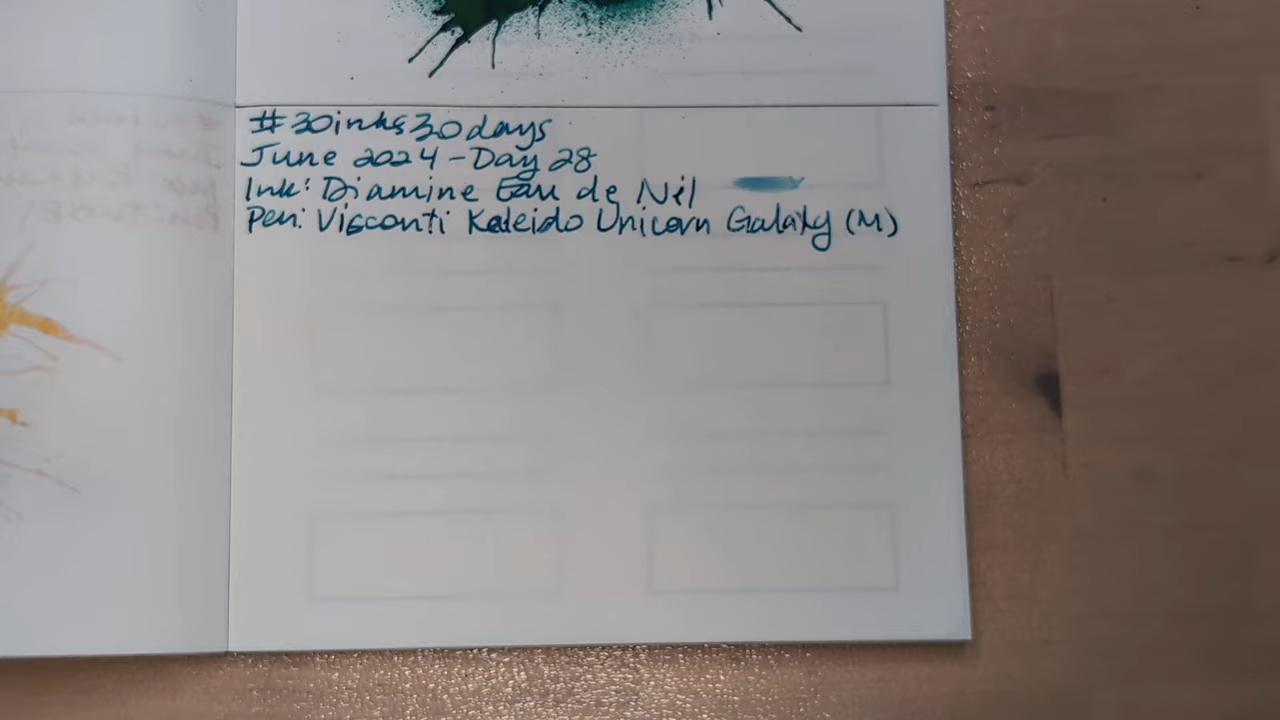 #30inks30days
June 2024 - Day 28
Ink: Diamine Eau de Nil
Pen: Visconti Kaleido Unicorn Galaxy (M)